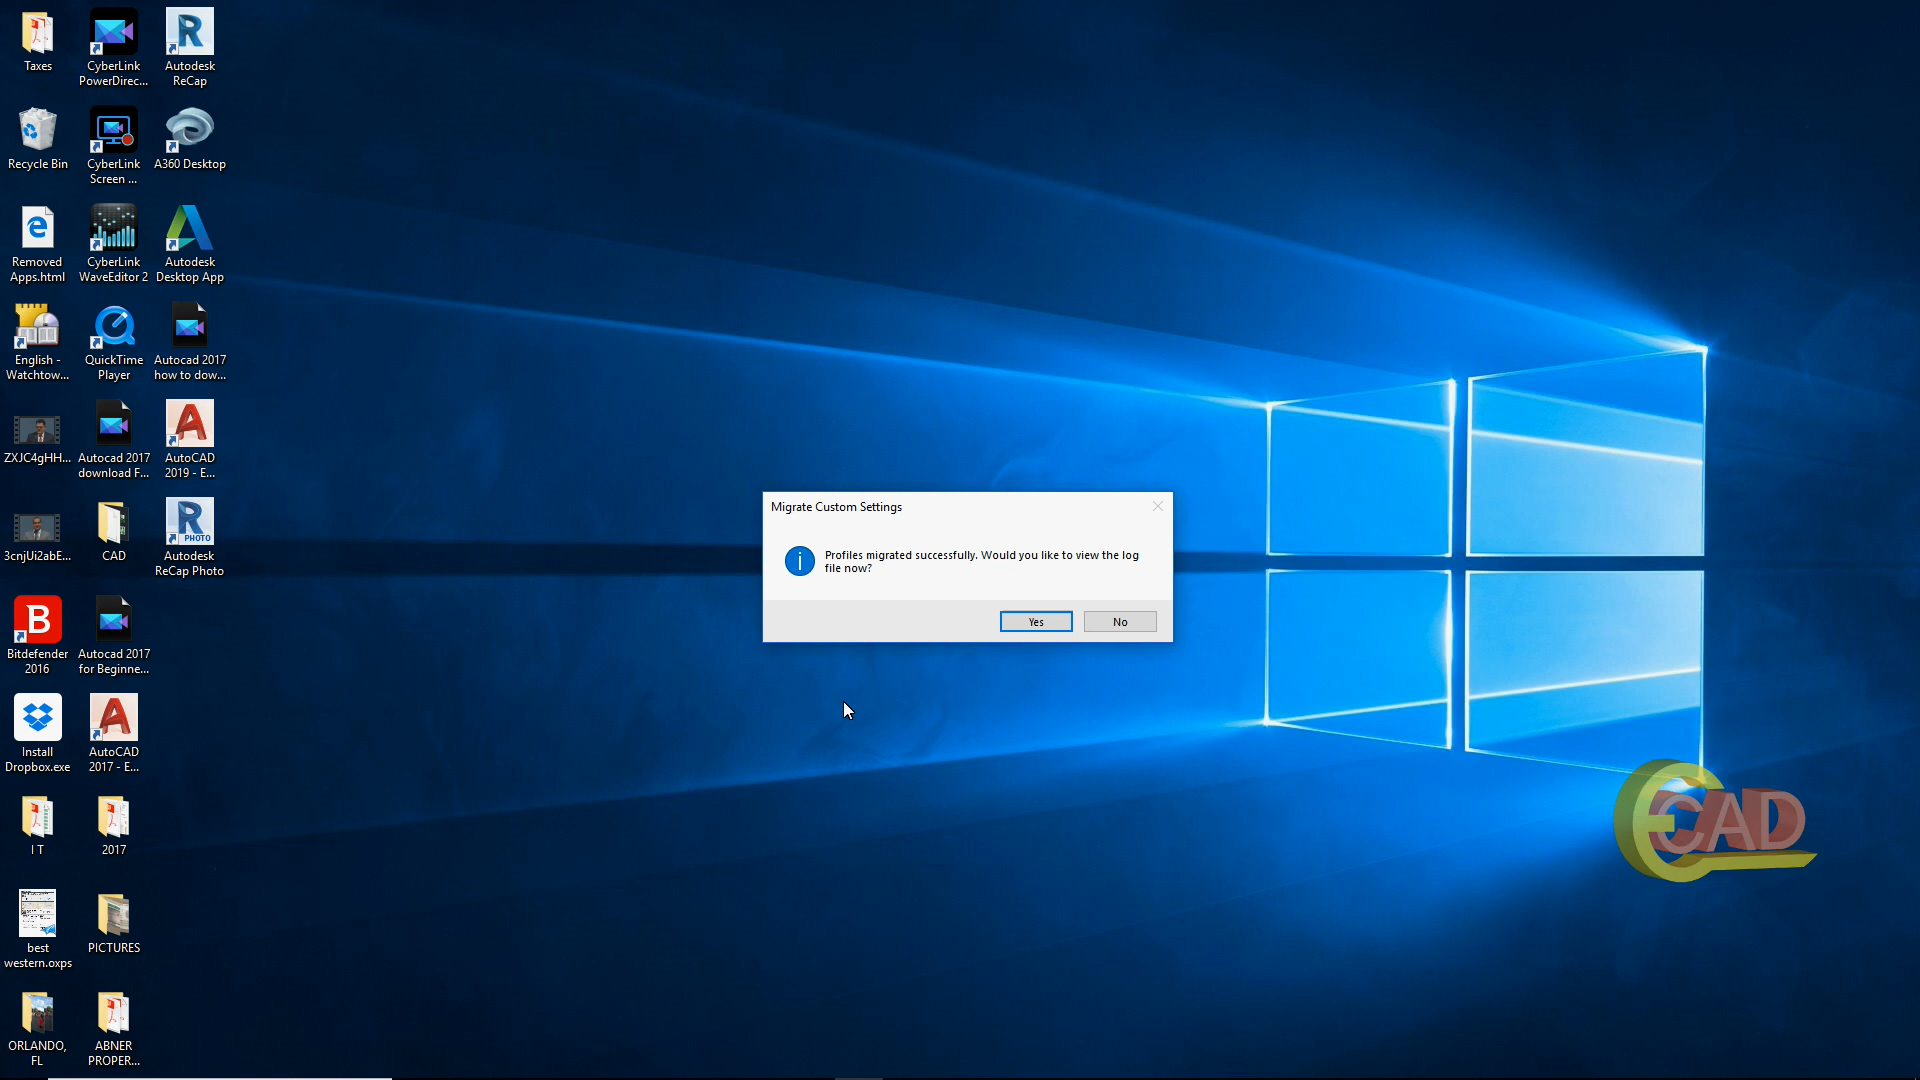 Taxes
CyberLink
PowerDirec...
Autodesk
ReCap
Recycle Bin
CyberLink
Screen ...
A360 Desktop
Removed
Apps.html
CyberLink
WaveEditor 2
Autodesk
Desktop App
English -
Watchtow...
QuickTime
Player
Autocad 2017
how to dow...
ZXJC4gHH...
Autocad 2017
download F...
AutoCAD
2019 - E...
3cnjUi2abE...
CAD
PHOTO
Autodesk
ReCap Photo
Bitdefender
2016
Autocad 2017
for Beginne...
Install
Dropbox.exe
AutoCAD
2017 - E...
I T
2017
best
western.oxps
PICTURES
ORLANDO,
FL
ABNER
PROPER...
Migrate Custom Settings
Profiles migrated successfully. Would you like to view the log
file now?
Yes
No
CAD